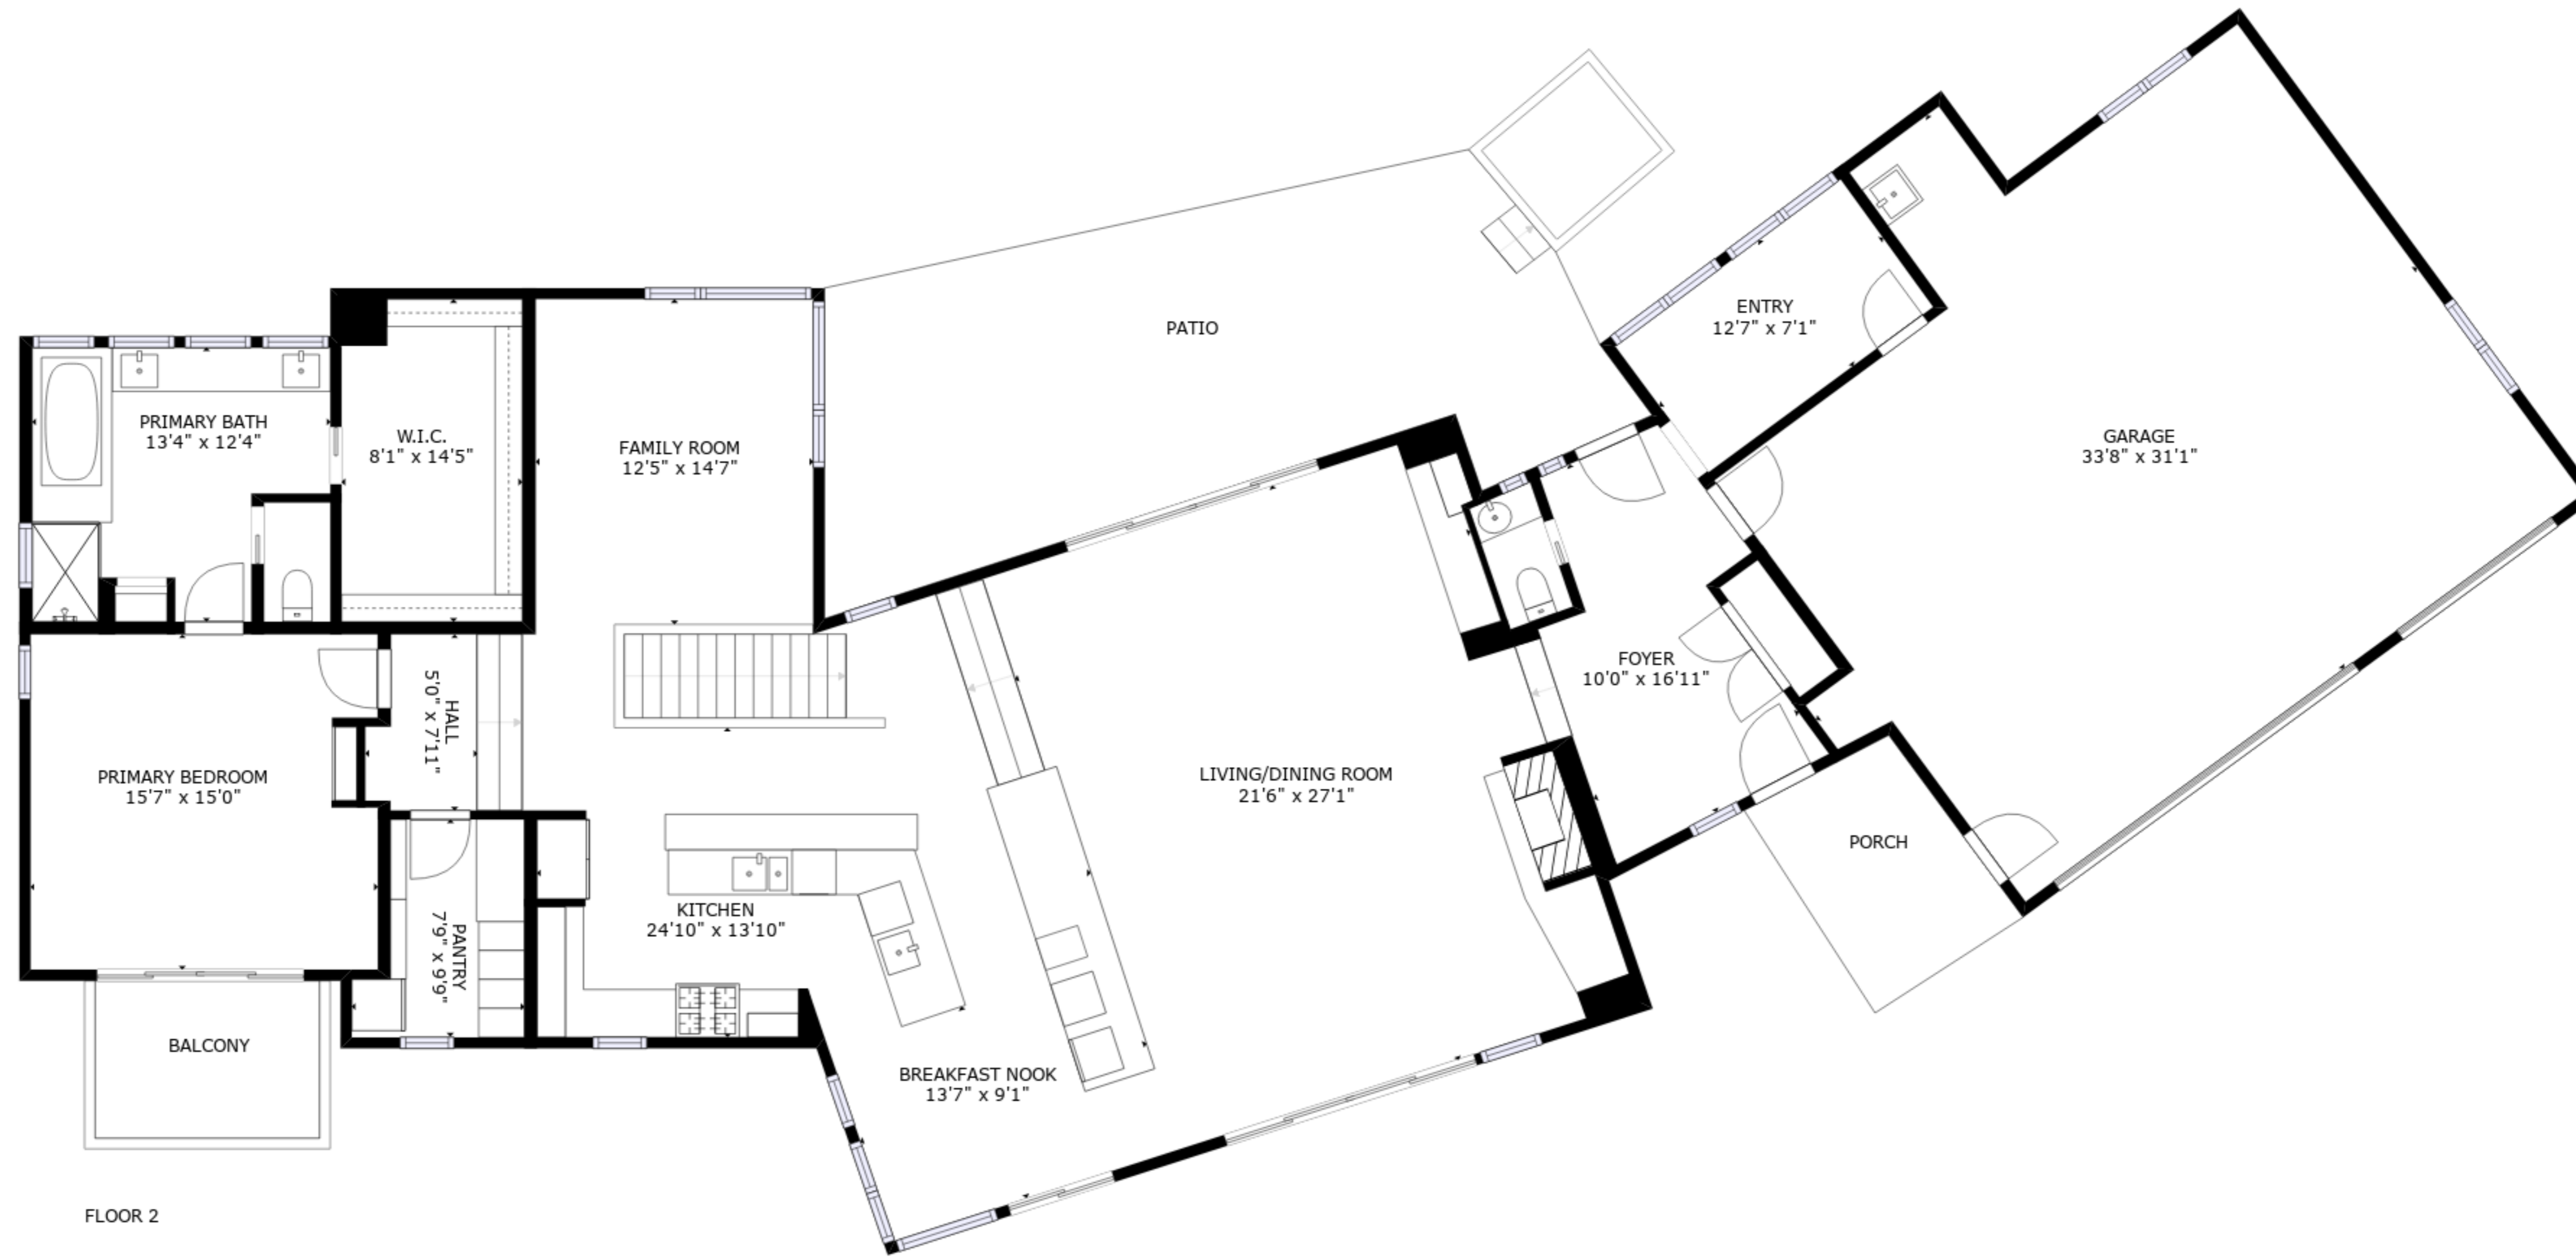 PATIO
ENTRY
12'7" x 7'1"
PRIMARY BATH
13'4" x 12'4"
W.I.C.
8'1" x 14'5"
FAMILY ROOM
12'5" x 14'7"
GARAGE
33'8" x 31'1"
HALL
5'0" x 7'11"
FOYER
10'0" x 16'11"
PRIMARY BEDROOM
15'7" x 15'0"
LIVING/DINING ROOM
21'6" x 27'1"
PORCH
KITCHEN
24'10" x 13'10"
PANTRY
7'9" x 9'9"
BALCONY
BREAKFAST NOOK
13'7" x 9'1"
FLOOR 2